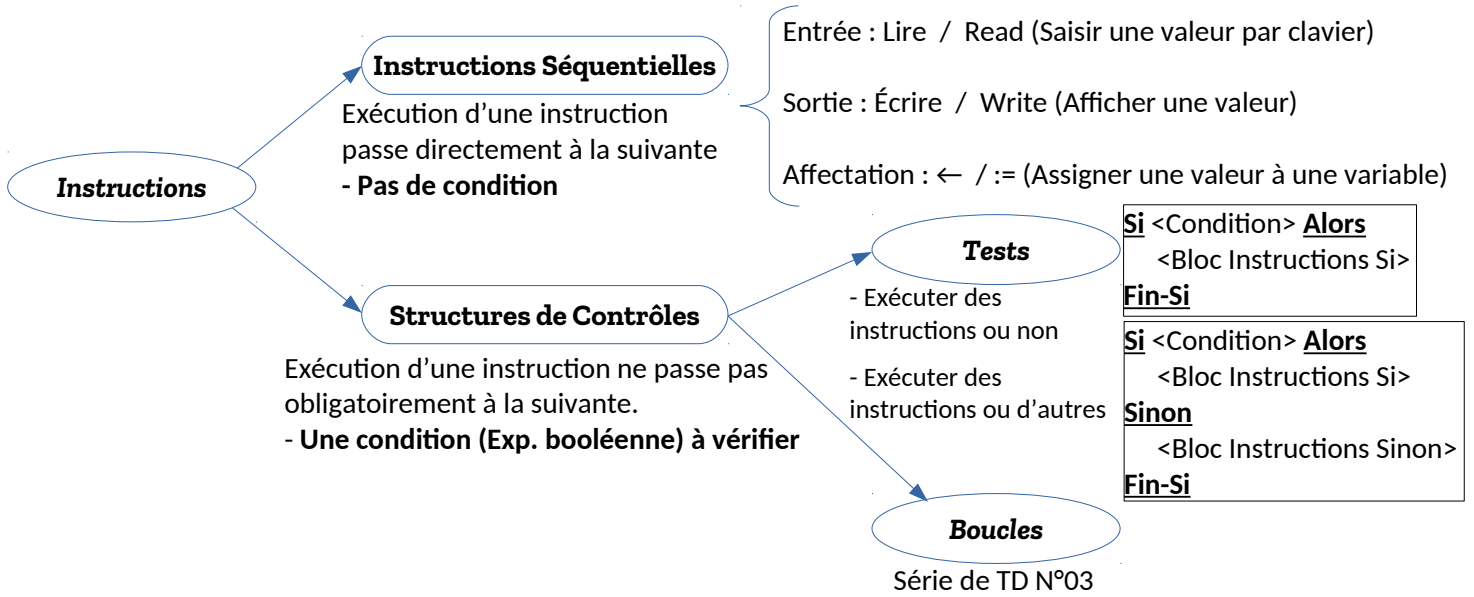 Instructions
Instructions Séquentielles
Exécution d’une instruction
passe directement à la suivante
- Pas de condition
Entrée : Lire / Read (Saisir une valeur par clavier)
Sortie : Écrire / Write (Afficher une valeur)
Affectation : ← / := (Assigner une valeur à une variable)
Structures de Contrôles
Exécution d’une instruction ne passe pas
obligatoirement à la suivante.
- Une condition (Exp. booléenne) à vérifier
Tests
- Exécuter des
instructions ou non
- Exécuter des
instructions ou d’autres
Si <Condition> Alors
<Bloc Instructions Si>
Fin-Si
Si <Condition> Alors
<Bloc Instructions Si>
Sinon
<Bloc Instructions Sinon>
Fin-Si
Boucles
Série de TD N°03